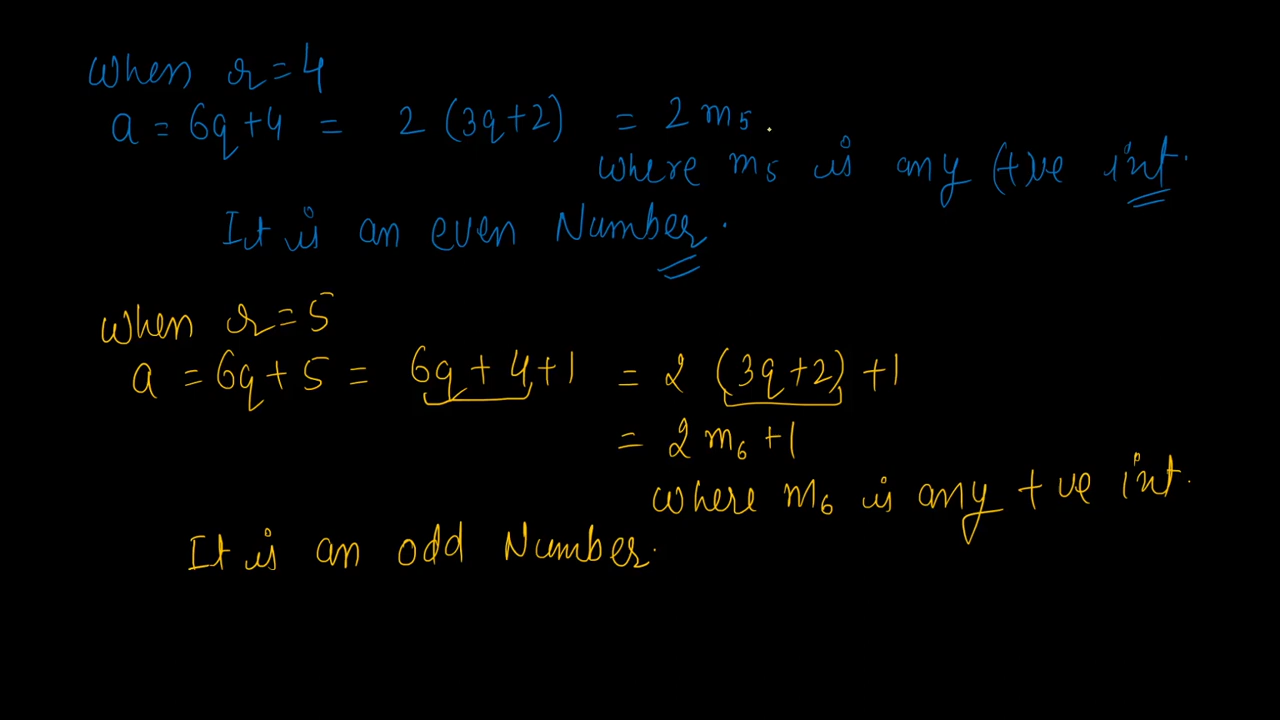 When r=4
a = 6q+4 = 2 (3q+2) = 2 m₅.
where m₅ is any (+)ve int.
It is an even Number.
When r=5
a = 6q+5 = 6q+4+1 = 2 (3q+2)+1
= 2 m₆+1
where m₆ is any +ve int.
It is an odd Number.